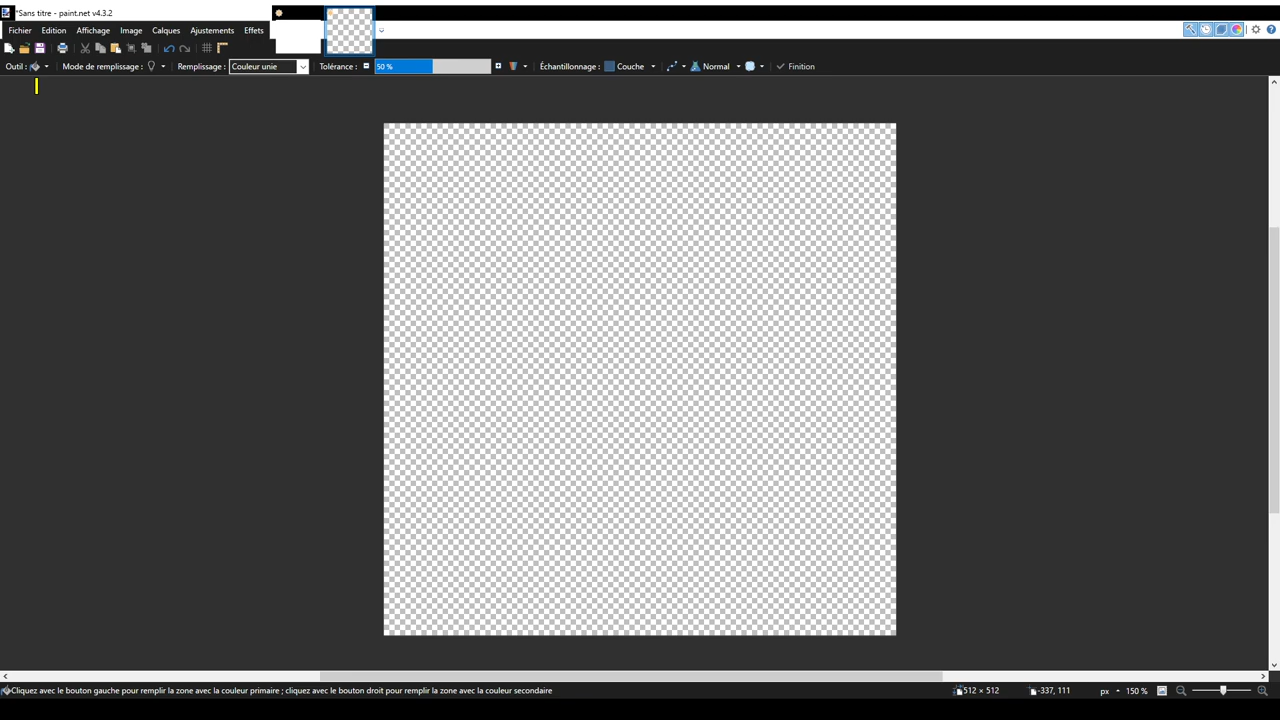 *Sans titre - paint.net v4.3.2
Fichier Edition Affichage Image Calques Ajustements Effets
Outil : Mode de remplissage : Remplissage : Couleur unie Tolérance : 50 % Échantillonnage : Couche Normal Finition
Cliquez avec le bouton gauche pour remplir la zone avec la couleur primaire ; cliquez avec le bouton droit pour remplir la zone avec la couleur secondaire 512 × 512 -337, 111 px 150 %